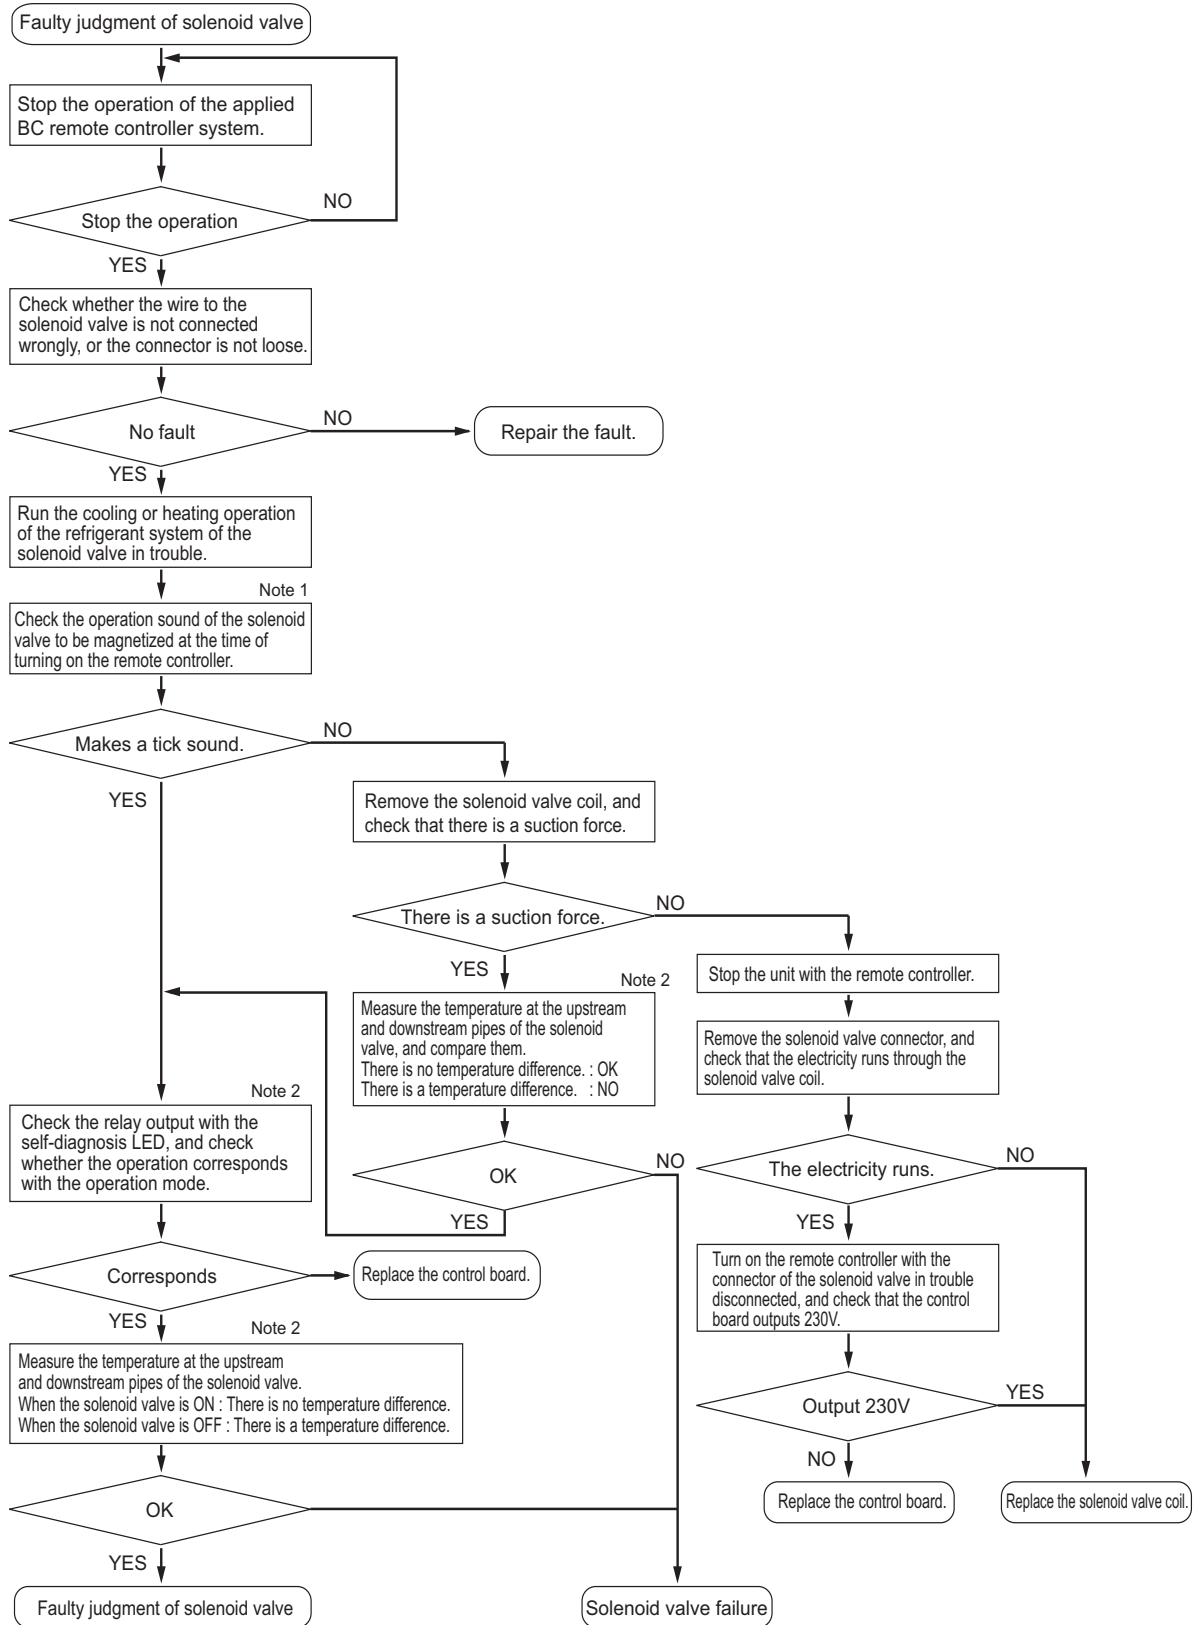 Faulty judgment of solenoid valve
Stop the operation of the applied
BC remote controller system.
Stop the operation
NO
YES
Check whether the wire to the
solenoid valve is not connected
wrongly, or the connector is not loose.
No fault
NO
Repair the fault.
YES
Run the cooling or heating operation
of the refrigerant system of the
solenoid valve in trouble.
Note 1
Check the operation sound of the solenoid
valve to be magnetized at the time of
turning on the remote controller.
Makes a tick sound.
NO
YES
Remove the solenoid valve coil, and
check that there is a suction force.
There is a suction force.
NO
YES
Note 2
Measure the temperature at the upstream
and downstream pipes of the solenoid
valve, and compare them.
There is no temperature difference. : OK
There is a temperature difference. : NO
OK
NO
YES
Stop the unit with the remote controller.
Remove the solenoid valve connector, and
check that the electricity runs through the
solenoid valve coil.
The electricity runs.
NO
YES
Turn on the remote controller with the
connector of the solenoid valve in trouble
disconnected, and check that the control
board outputs 230V.
Output 230V
YES
NO
Replace the control board.
Replace the solenoid valve coil.
Note 2
Check the relay output with the
self-diagnosis LED, and check
whether the operation corresponds
with the operation mode.
Corresponds
Replace the control board.
YES
Note 2
Measure the temperature at the upstream
and downstream pipes of the solenoid valve.
When the solenoid valve is ON : There is no temperature difference.
When the solenoid valve is OFF : There is a temperature difference.
OK
YES
Faulty judgment of solenoid valve
Solenoid valve failure